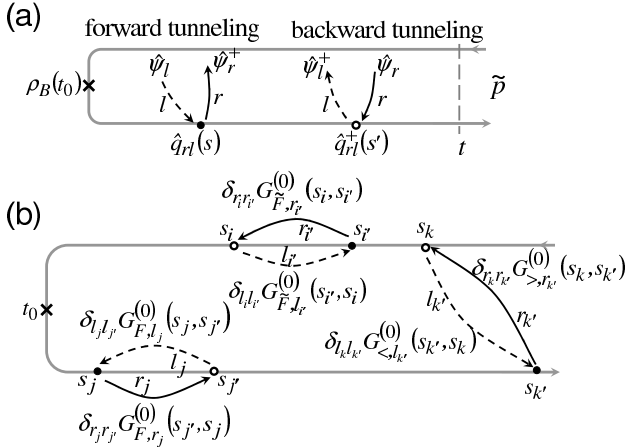 (a)
forward tunneling backward tunneling
ψ̂_l ψ̂_r^+ ψ̂_l^+ ψ̂_r
ρ_B(t_0) l r l r p̃
q̂_{rl}(s) q̂_{rl}^+(s′) t
(b)
δ_{r_i r_{i′}} G^{(0)}_{F̃,r_{i′}}(s_i, s_{i′})
s_i r_{i′} s_{i′} s_k
l_{i′} δ_{r_k r_{k′}} G^{(0)}_{>,r_{k′}}(s_k, s_{k′})
δ_{l_i l_{i′}} G^{(0)}_{F̃,l_{i′}}(s_{i′}, s_i) l_{k′}
t_0 δ_{l_j l_{j′}} G^{(0)}_{F,l_j}(s_j, s_{j′}) r_{k′}
δ_{l_k l_{k′}} G^{(0)}_{<,l_{k′}}(s_{k′}, s_k)
l_j
s_j r_j s_{j′} s_{k′}
δ_{r_j r_{j′}} G^{(0)}_{F,r_j}(s_{j′}, s_j)